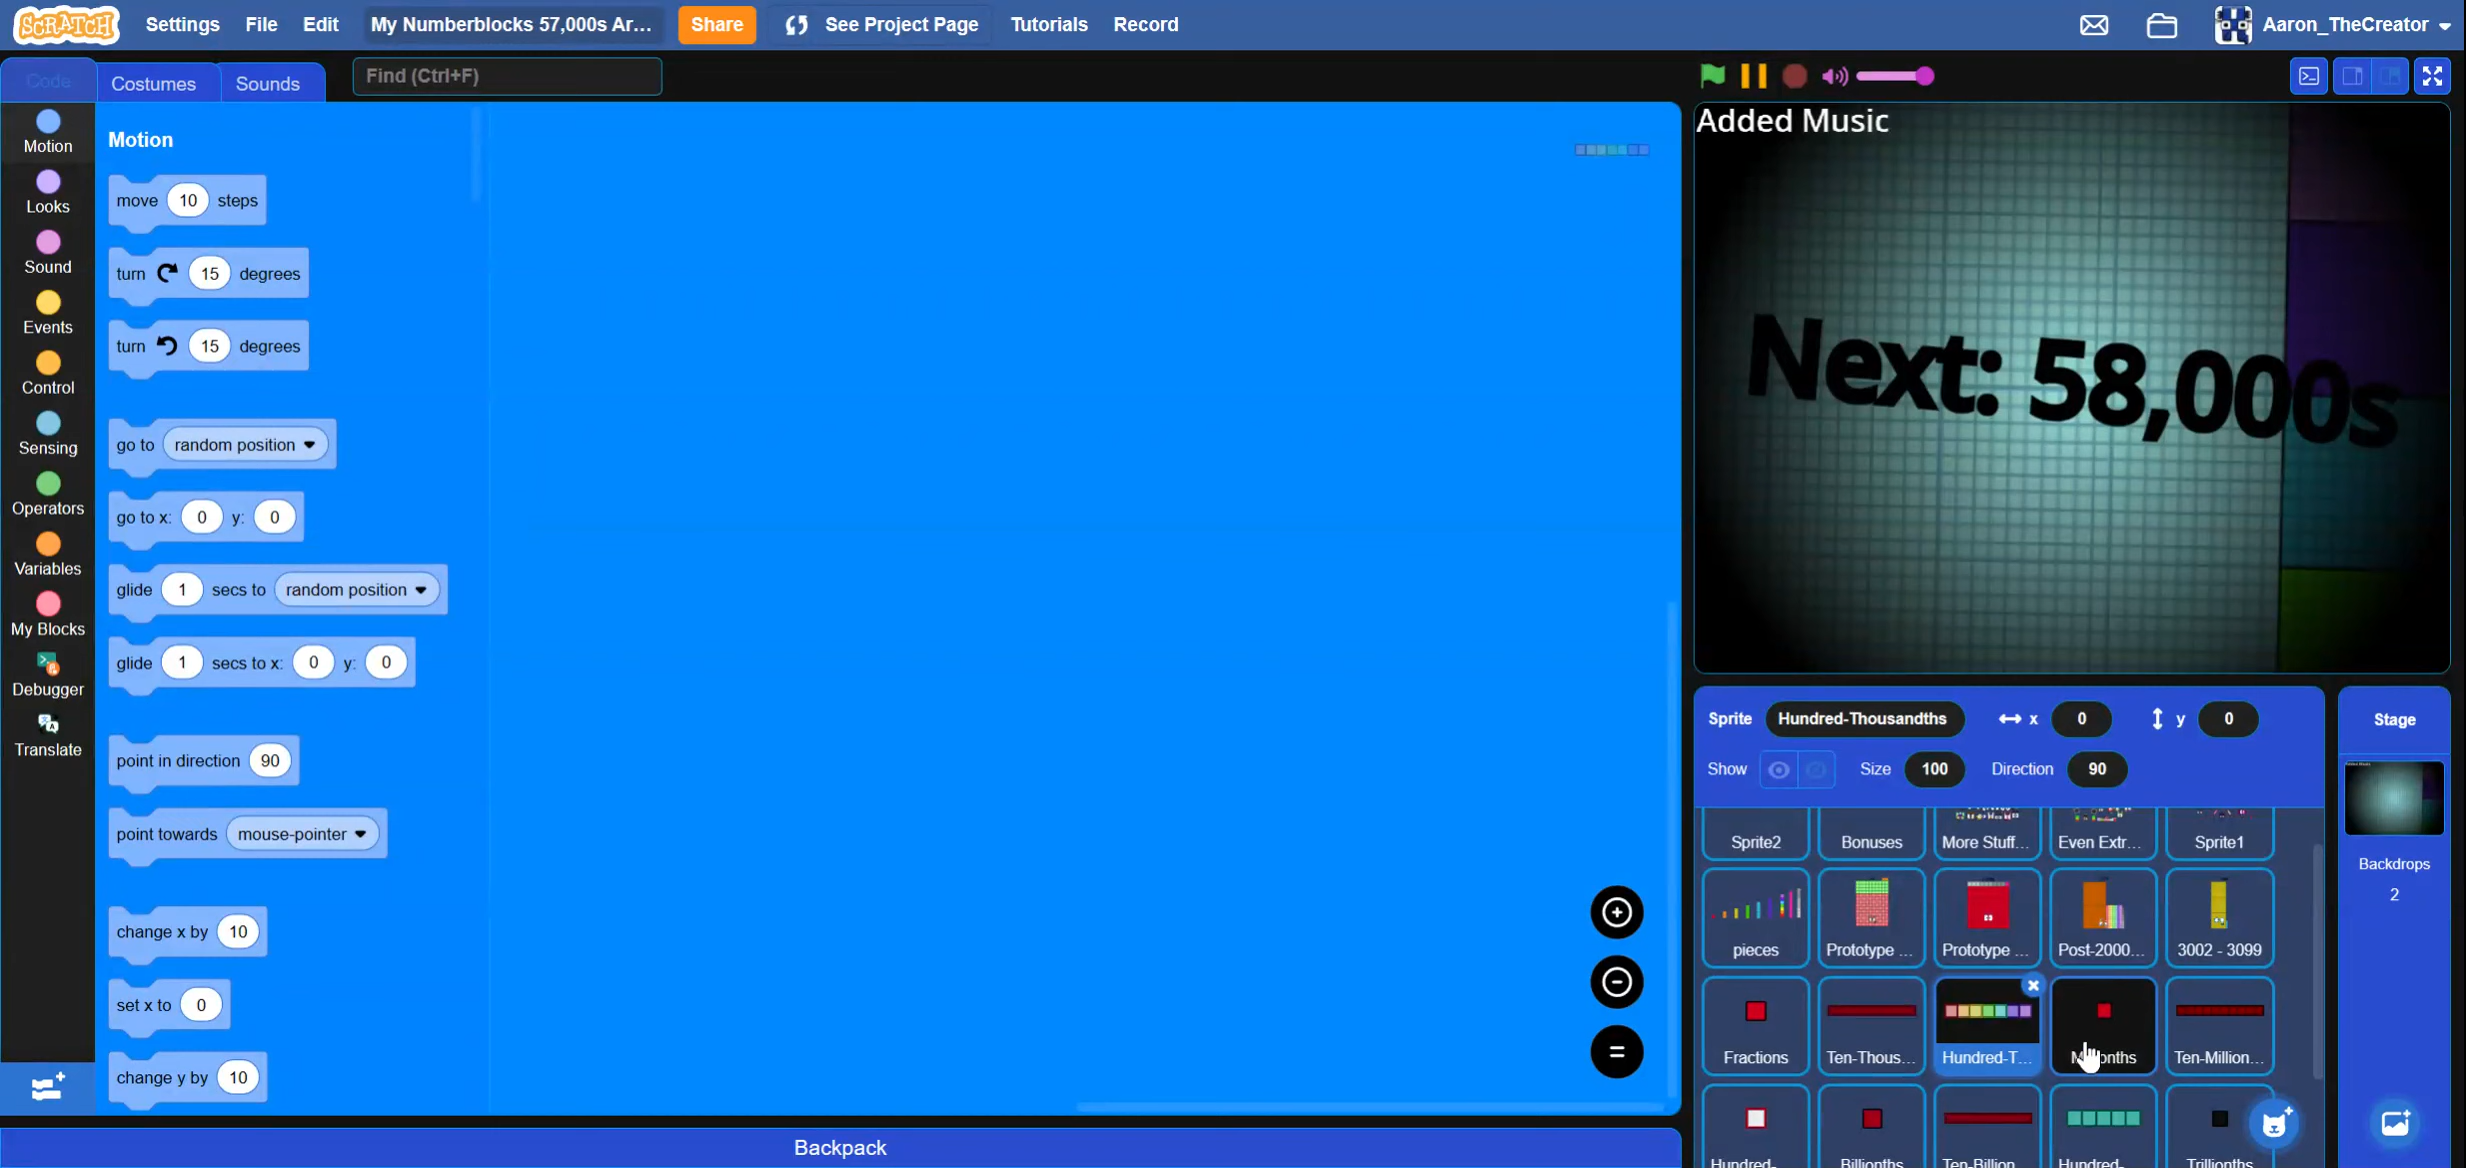 SCRATCH Settings File Edit My Numberblocks 57,000s Ar... Share See Project Page Tutorials Record Aaron_TheCreator
Code Costumes Sounds Find (Ctrl+F)
Motion
Looks
Sound
Events
Control
Sensing
Operators
Variables
My Blocks
Debugger
Translate
Motion
move 10 steps
turn 15 degrees
turn 15 degrees
go to random position
go to x: 0 y: 0
glide 1 secs to random position
glide 1 secs to x: 0 y: 0
point in direction 90
point towards mouse-pointer
change x by 10
set x to 0
change y by 10
Backpack
Added Music
Next: 58,000s
Sprite Hundred-Thousandths x 0 y 0
Show Size 100 Direction 90
Sprite2 Bonuses More Stuff... Even Extr... Sprite1
pieces Prototype ... Prototype ... Post-2000... 3002 - 3099
Fractions Ten-Thous... Hundred-T... Ten-Million...
Hundred- Billionths Ten-Billion Hundred- Trillionths
Stage
Backdrops
2